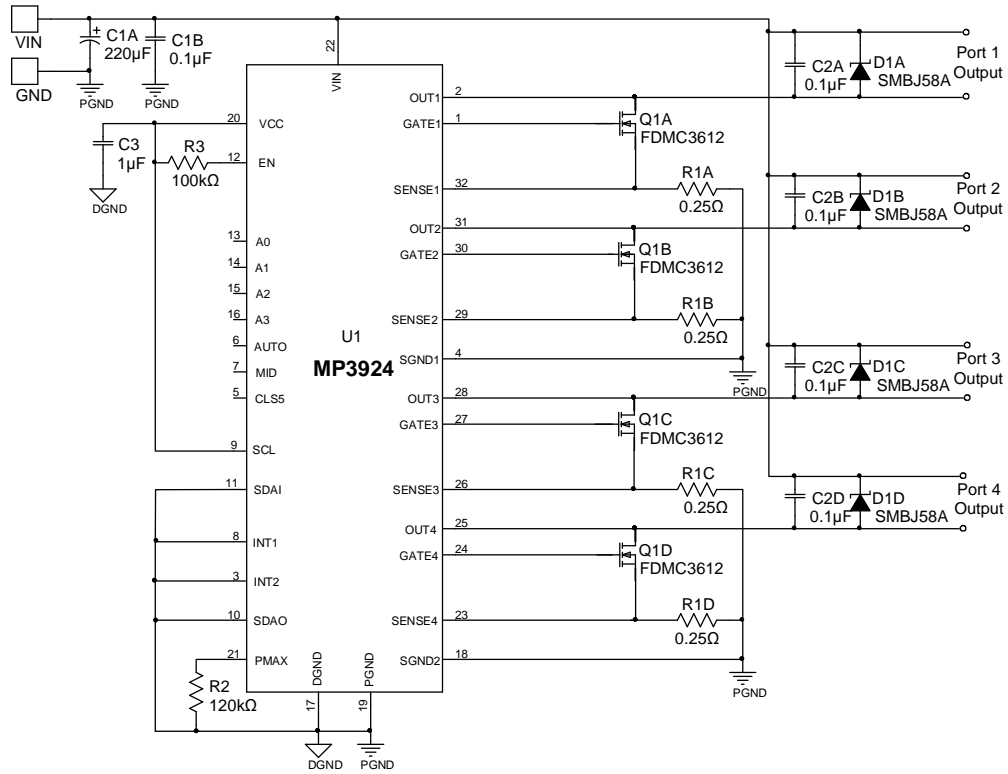 VIN
GND
C1A
220µF
C1B
0.1µF
PGND
PGND
22
VIN
C3
1µF
DGND
R3
100kΩ
20 VCC
12 EN
13 A0
14 A1
15 A2
16 A3
6 AUTO
7 MID
5 CLS5
9 SCL
11 SDAI
8 INT1
3 INT2
10 SDAO
21 PMAX
R2
120kΩ
U1
MP3924
DGND
17
PGND
19
DGND
PGND
OUT1 2
GATE1 1
SENSE1 32
OUT2 31
GATE2 30
SENSE2 29
SGND1 4
OUT3 28
GATE3 27
SENSE3 26
OUT4 25
GATE4 24
SENSE4 23
SGND2 18
Q1A
FDMC3612
R1A
0.25Ω
Q1B
FDMC3612
R1B
0.25Ω
PGND
Q1C
FDMC3612
R1C
0.25Ω
Q1D
FDMC3612
R1D
0.25Ω
PGND
C2A
0.1µF
D1A
SMBJ58A
Port 1
Output
C2B
0.1µF
D1B
SMBJ58A
Port 2
Output
C2C
0.1µF
D1C
SMBJ58A
Port 3
Output
C2D
0.1µF
D1D
SMBJ58A
Port 4
Output